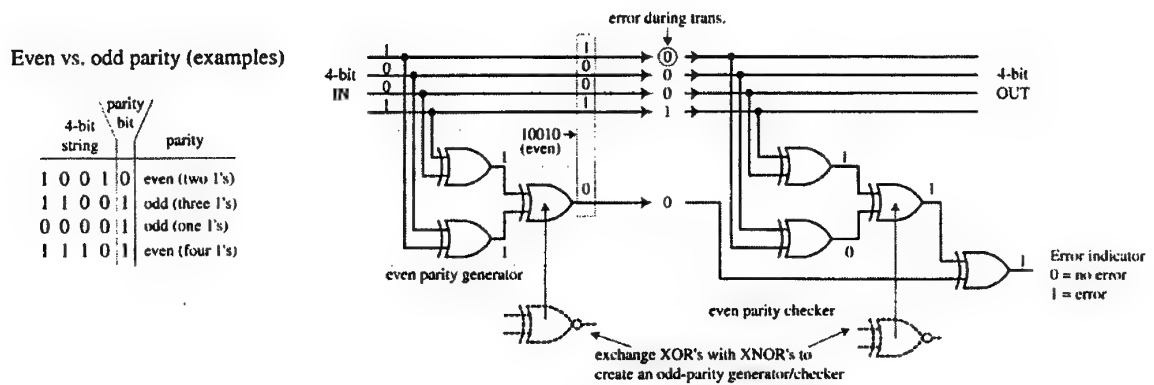 Even vs. odd parity (examples)
4-bit
string
parity
bit
parity
1 0 0 1 0 even (two 1's)
1 1 0 0 1 odd (three 1's)
0 0 0 0 1 odd (one 1's)
1 1 1 0 1 even (four 1's)
error during trans.
4-bit
IN
1
0
0
1
1
0
0
1
0
0
0
1
4-bit
OUT
10010
(even)
1
1
0
0
even parity generator
1
0
1
1
Error indicator
0 = no error
1 = error
even parity checker
exchange XOR's with XNOR's to
create an odd-parity generator/checker